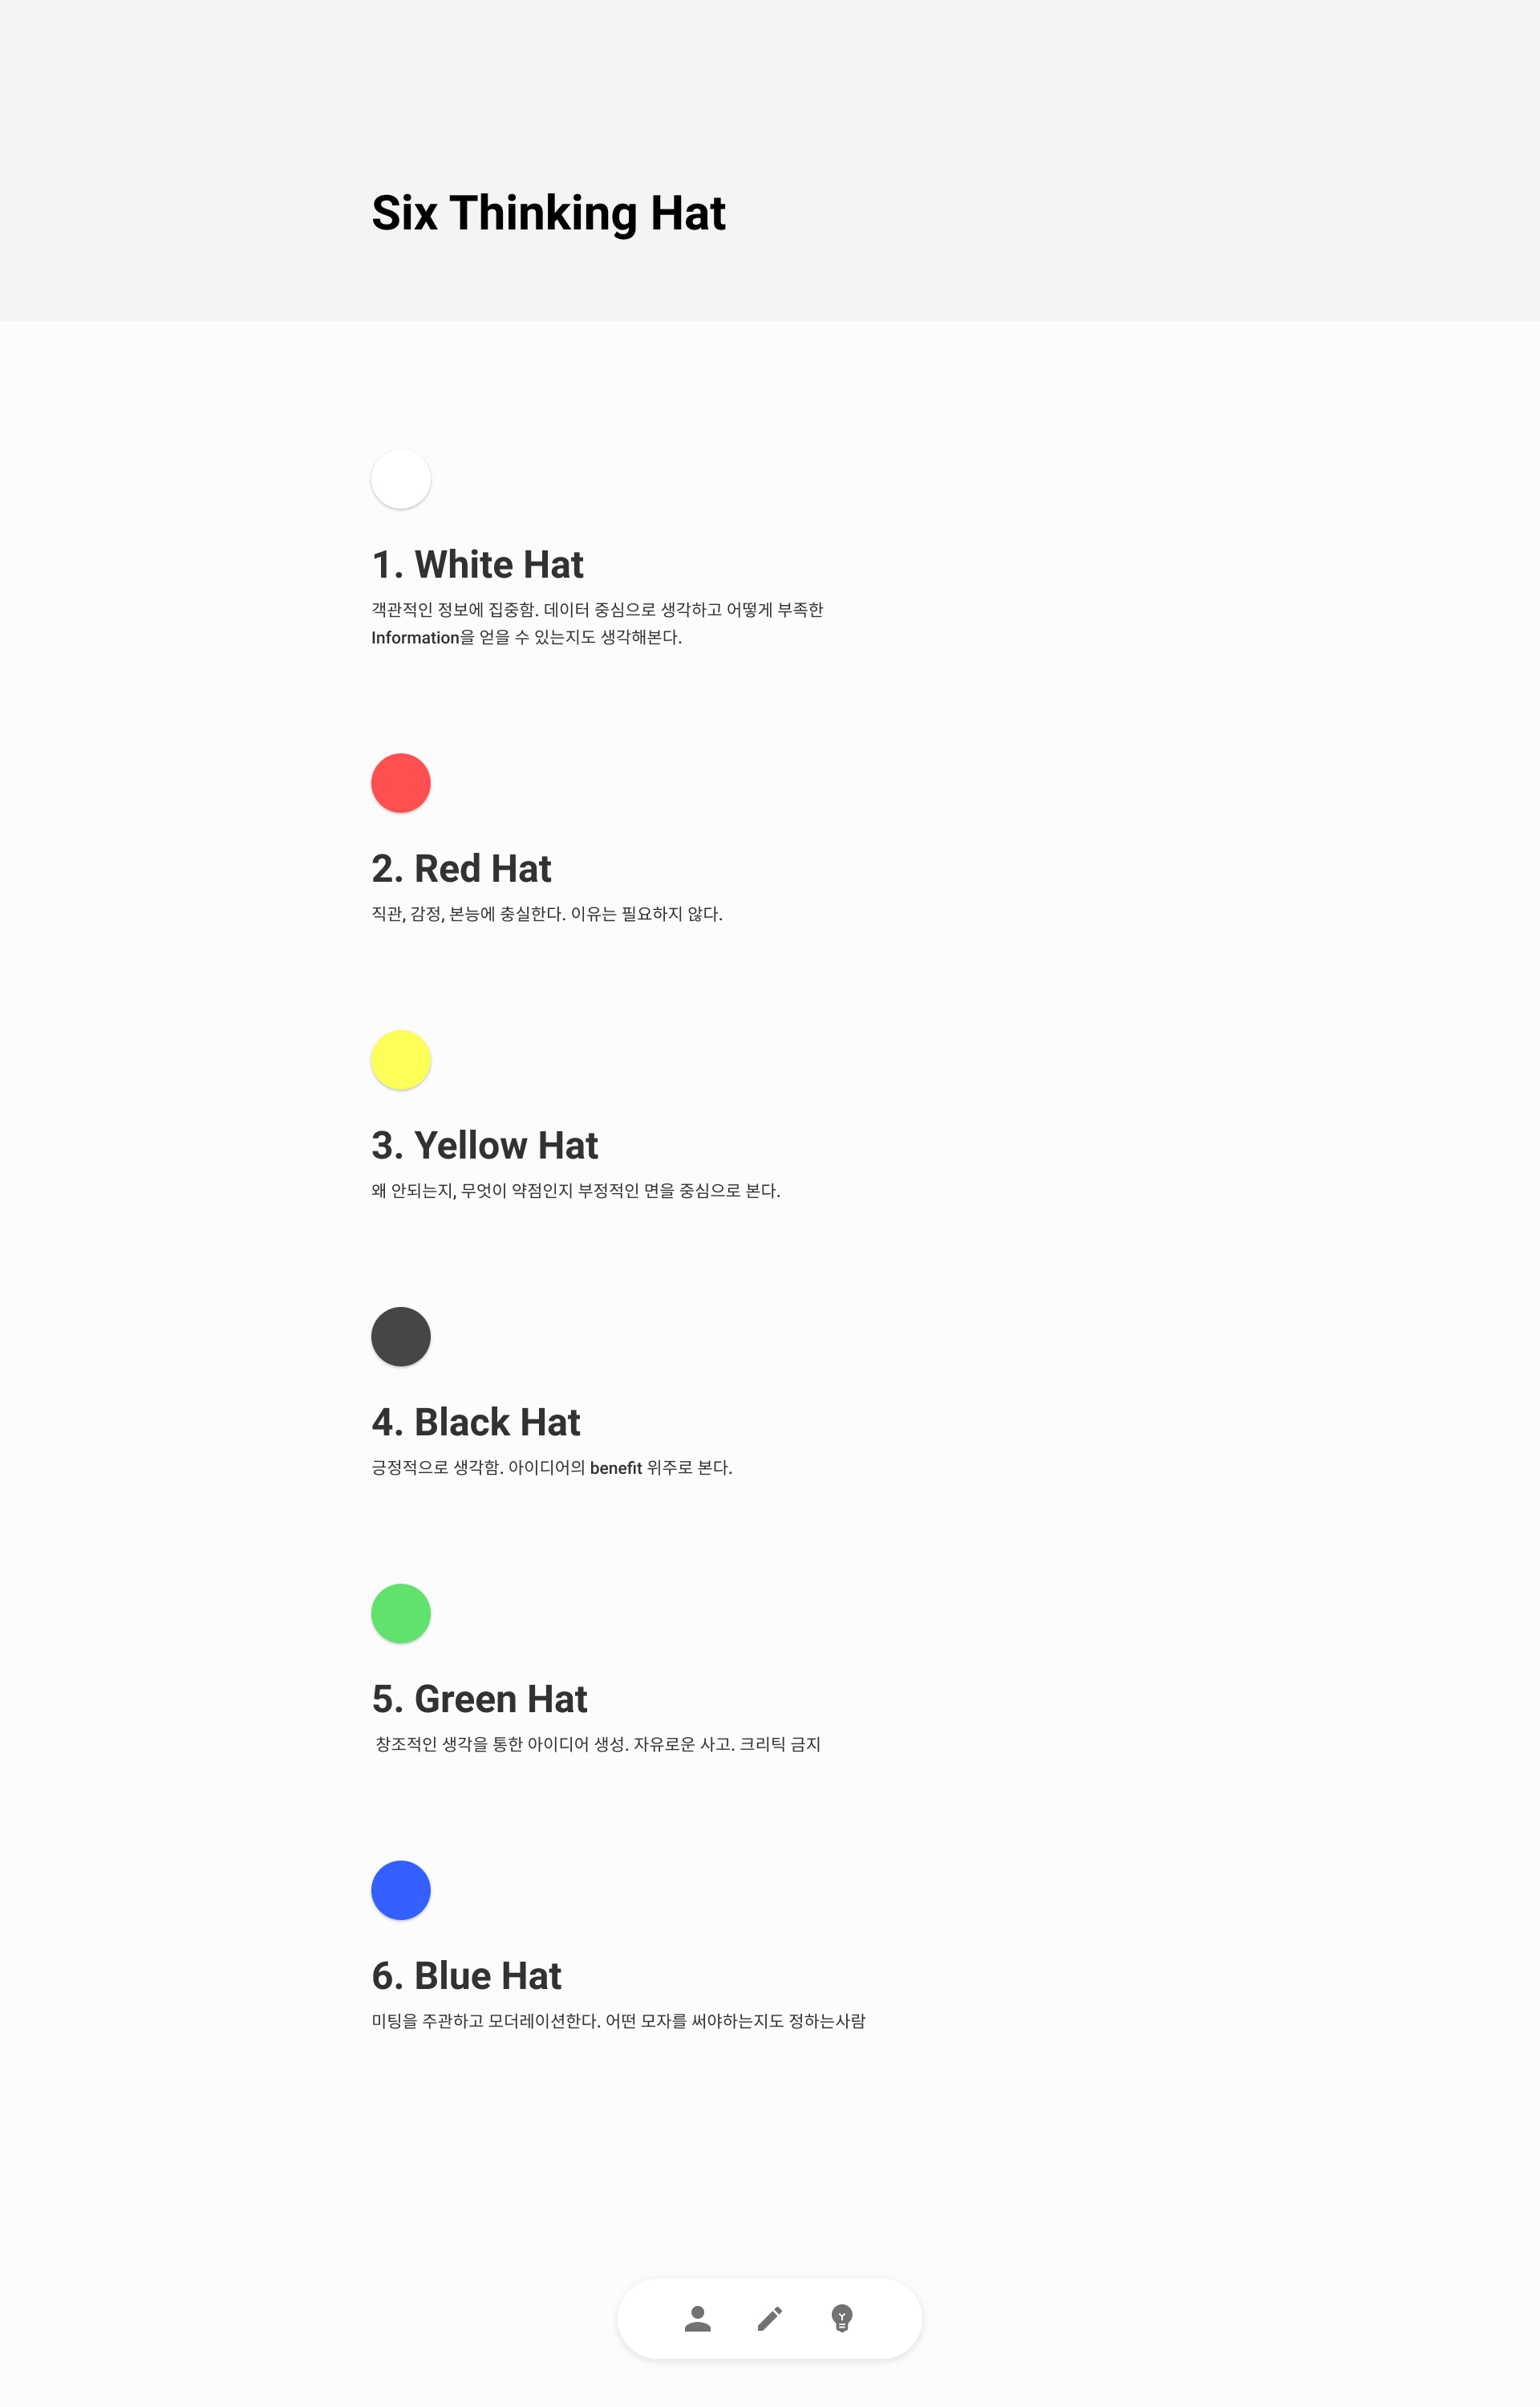 Six Thinking Hat
1. White Hat
객관적인 정보에 집중함. 데이터 중심으로 생각하고 어떻게 부족한
Information을 얻을 수 있는지도 생각해본다.
2. Red Hat
직관, 감정, 본능에 충실한다. 이유는 필요하지 않다.
3. Yellow Hat
왜 안되는지, 무엇이 약점인지 부정적인 면을 중심으로 본다.
4. Black Hat
긍정적으로 생각함. 아이디어의 benefit 위주로 본다.
5. Green Hat
창조적인 생각을 통한 아이디어 생성. 자유로운 사고. 크리틱 금지
6. Blue Hat
미팅을 주관하고 모더레이션한다. 어떤 모자를 써야하는지도 정하는사람